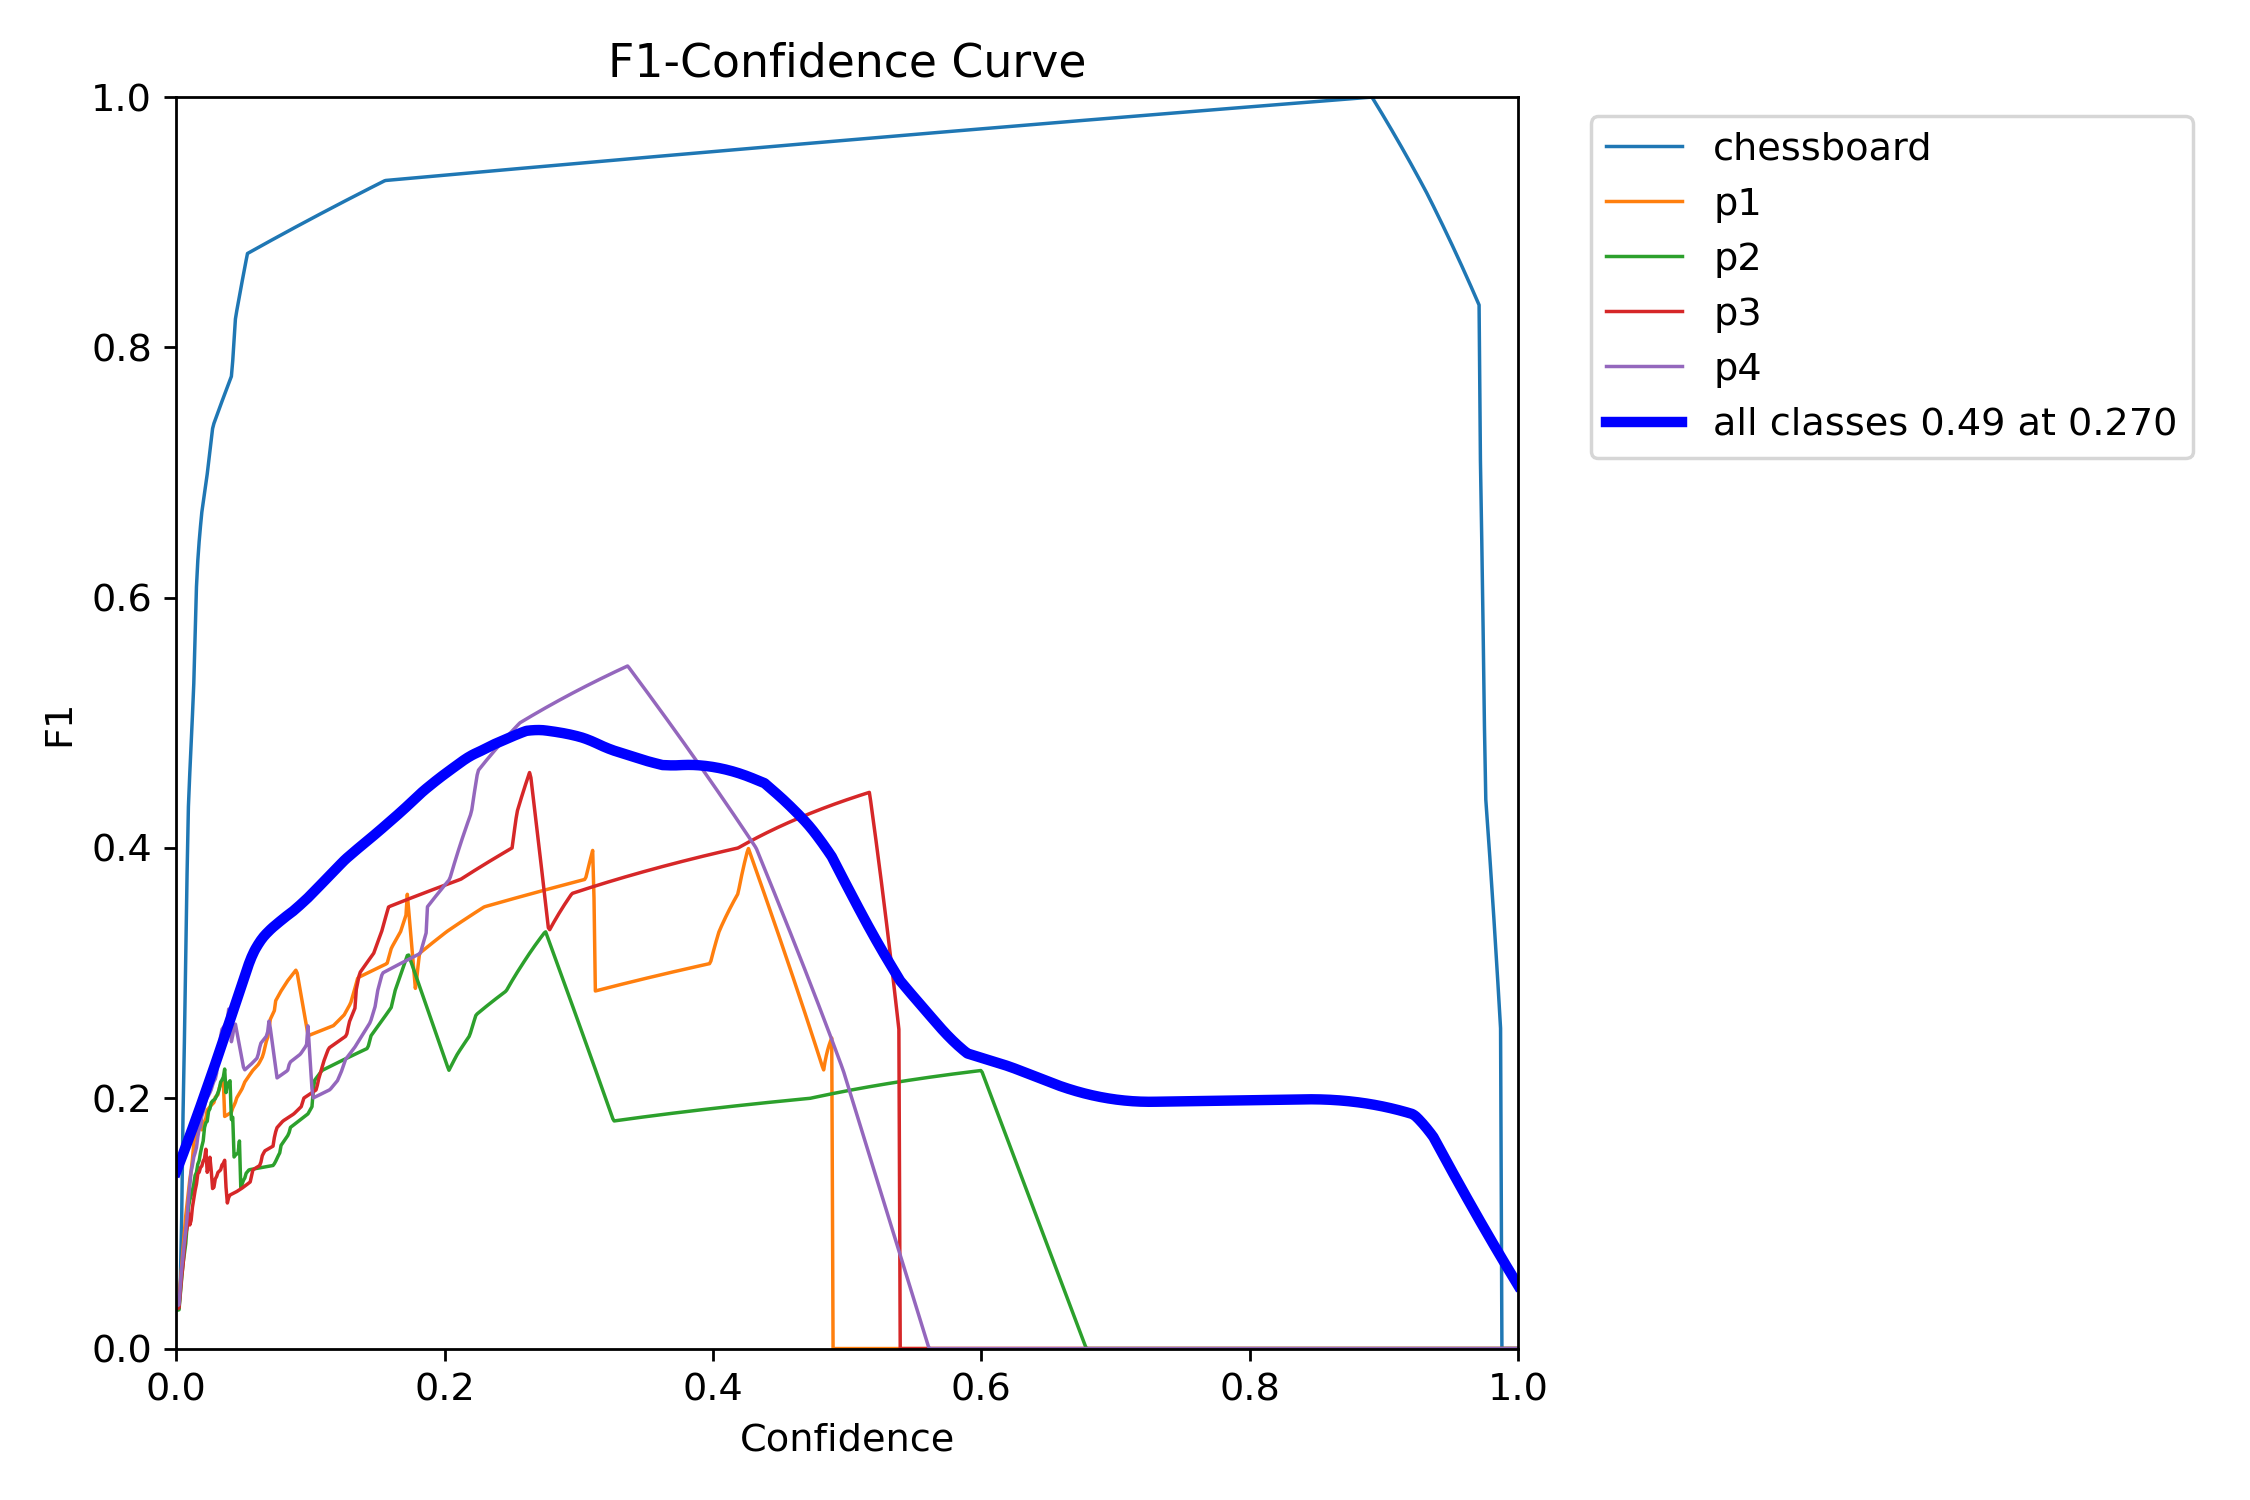 F1-Confidence Curve
1.0
0.8
0.6
0.4
0.2
0.0
F1
0.0 0.2 0.4 0.6 0.8 1.0
Confidence
chessboard
p1
p2
p3
p4
all classes 0.49 at 0.270